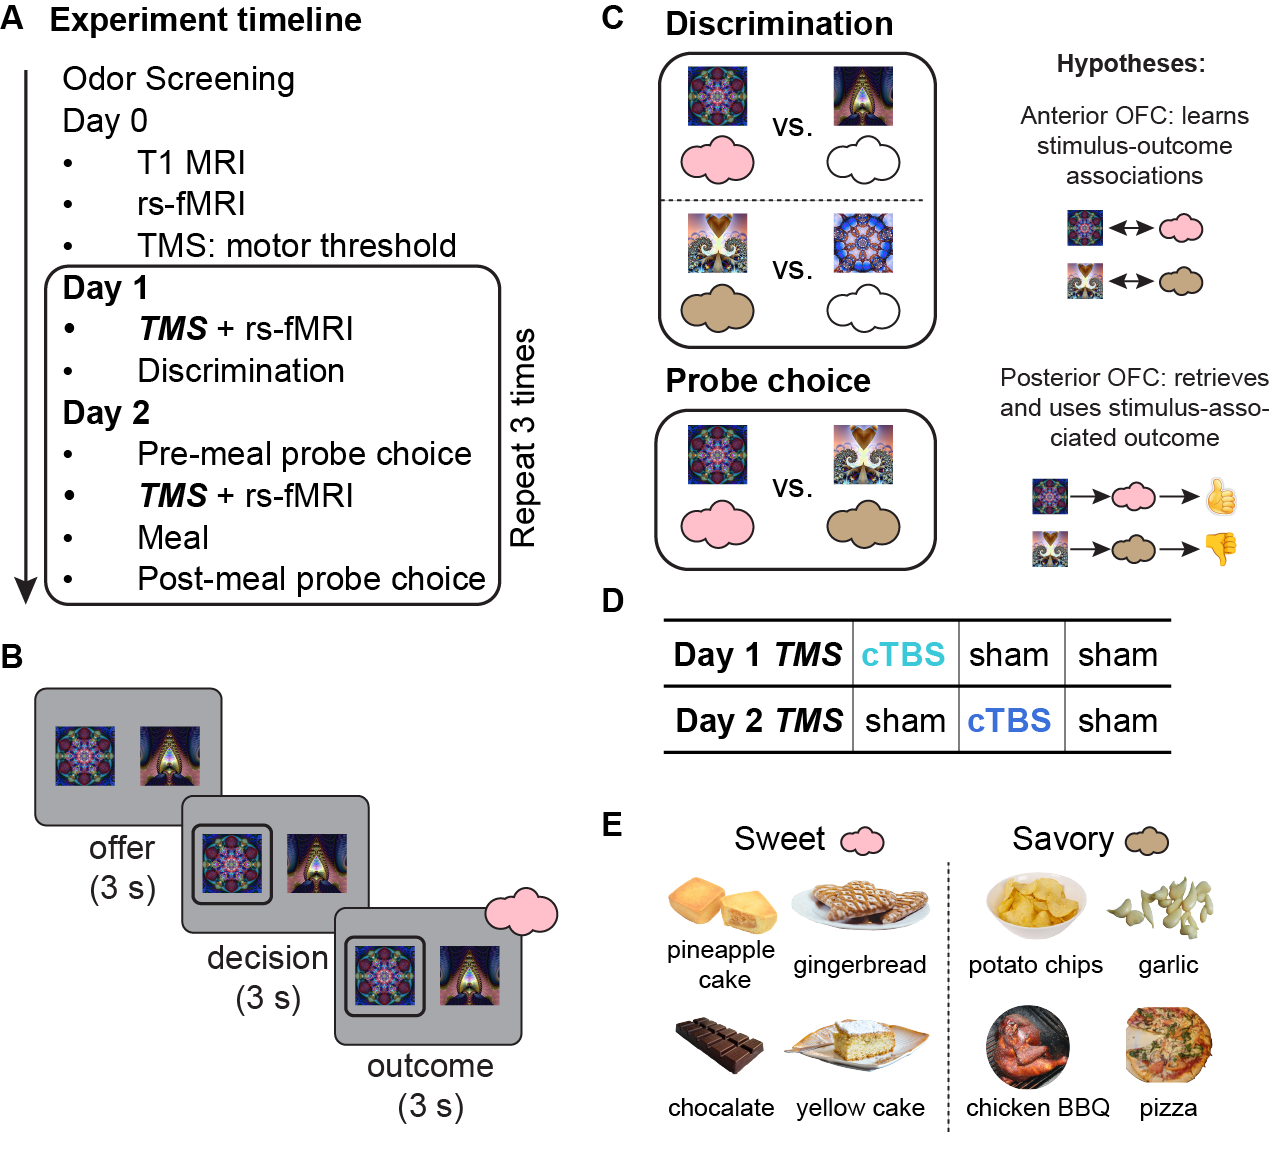 A Experiment timeline
Odor Screening
Day 0
• T1 MRI
• rs-fMRI
• TMS: motor threshold
Day 1
• TMS + rs-fMRI
• Discrimination
Day 2
• Pre-meal probe choice
• TMS + rs-fMRI
• Meal
• Post-meal probe choice
Repeat 3 times
B
offer
(3 s)
decision
(3 s)
outcome
(3 s)
C Discrimination
vs.
vs.
Probe choice
vs.
Hypotheses:
Anterior OFC: learns
stimulus-outcome
associations
Posterior OFC: retrieves
and uses stimulus-asso-
ciated outcome
D
Day 1 TMS cTBS sham sham
Day 2 TMS sham cTBS sham
E
Sweet Savory
pineapple
cake
gingerbread
potato chips
garlic
chocalate
yellow cake
chicken BBQ
pizza